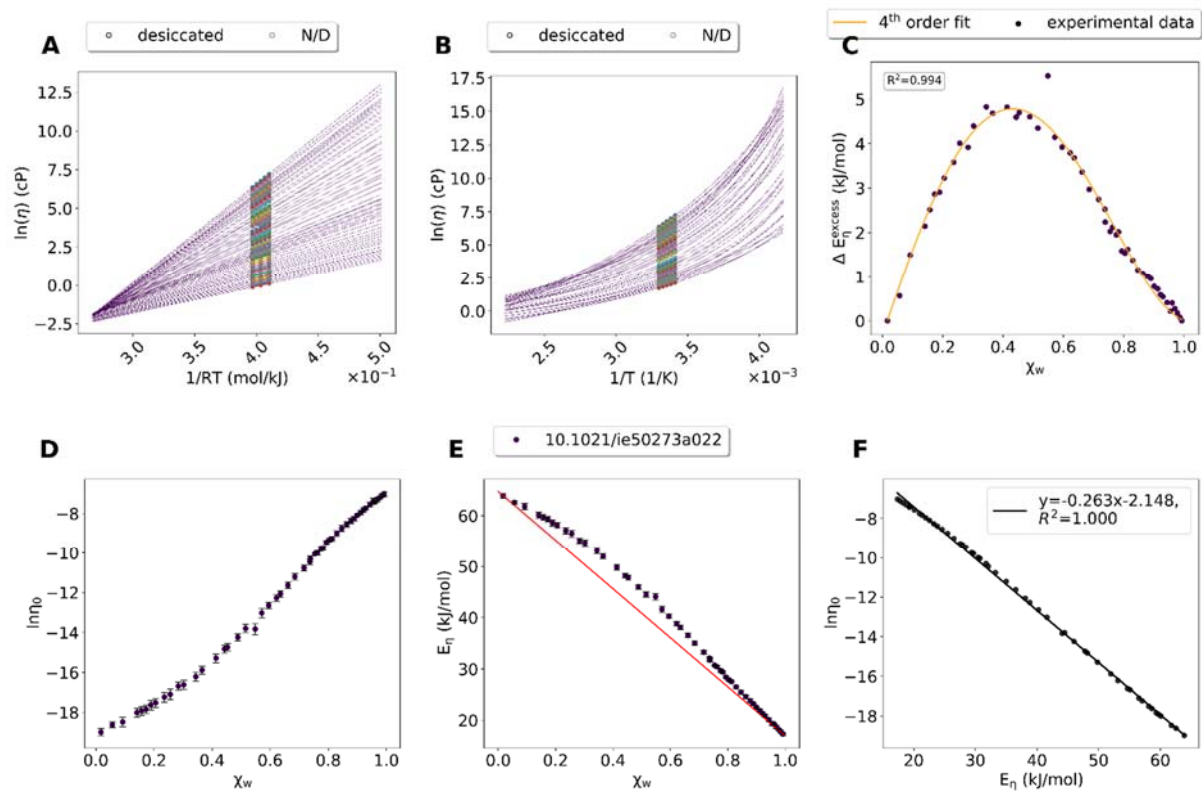 A
desiccated N/D
12.5
10.0
7.5
5.0
2.5
0.0
−2.5
ln(η) (cP)
3.0 3.5 4.0 4.5 5.0
1/RT (mol/kJ) ×10⁻¹
B
desiccated N/D
17.5
15.0
12.5
10.0
7.5
5.0
2.5
0.0
ln(η) (cP)
2.5 3.0 3.5 4.0
1/T (1/K) ×10⁻³
C
4th order fit experimental data
R²=0.994
5
4
3
2
1
0
Δ Eηexcess (kJ/mol)
0.0 0.2 0.4 0.6 0.8 1.0
χw
D
−8
−10
−12
−14
−16
−18
lnη₀
0.0 0.2 0.4 0.6 0.8 1.0
χw
E
10.1021/ie50273a022
60
50
40
30
20
Eη (kJ/mol)
0.0 0.2 0.4 0.6 0.8 1.0
χw
F
y=-0.263x-2.148,
R²=1.000
−8
−10
−12
−14
−16
−18
lnη₀
20 30 40 50 60
Eη (kJ/mol)